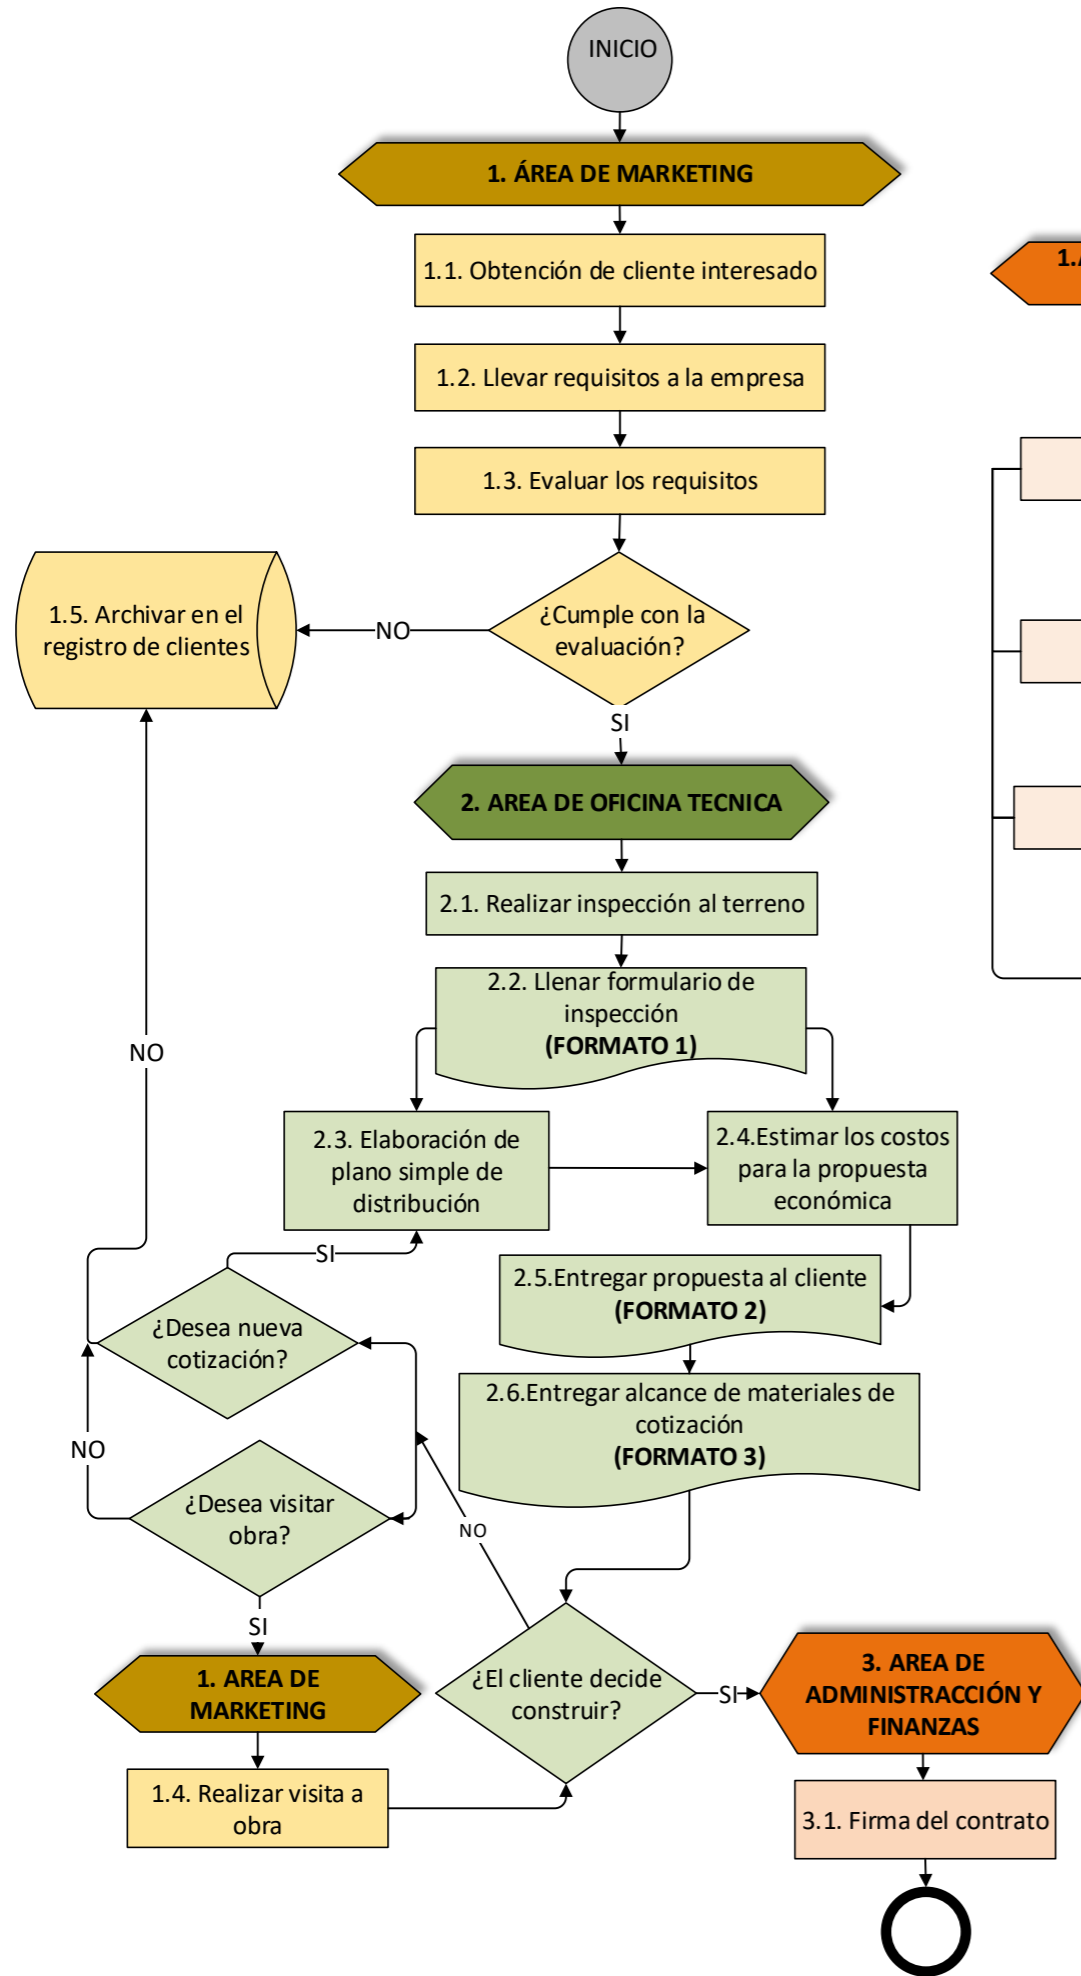 INICIO
1. ÁREA DE MARKETING
1.1. Obtención de cliente interesado
1.2. Llevar requisitos a la empresa
1.3. Evaluar los requisitos
¿Cumple con la
evaluación?
NO
1.5. Archivar en el
registro de clientes
SI
2. AREA DE OFICINA TECNICA
2.1. Realizar inspección al terreno
2.2. Llenar formulario de
inspección
(FORMATO 1)
NO
2.3. Elaboración de
plano simple de
distribución
2.4.Estimar los costos
para la propuesta
económica
SI
2.5.Entregar propuesta al cliente
(FORMATO 2)
¿Desea nueva
cotización?
2.6.Entregar alcance de materiales de
cotización
(FORMATO 3)
NO
¿Desea visitar
obra?
NO
SI
1. AREA DE
MARKETING
¿El cliente decide
construir?
SI
3. AREA DE
ADMINISTRACCIÓN Y
FINANZAS
1.4. Realizar visita a
obra
3.1. Firma del contrato